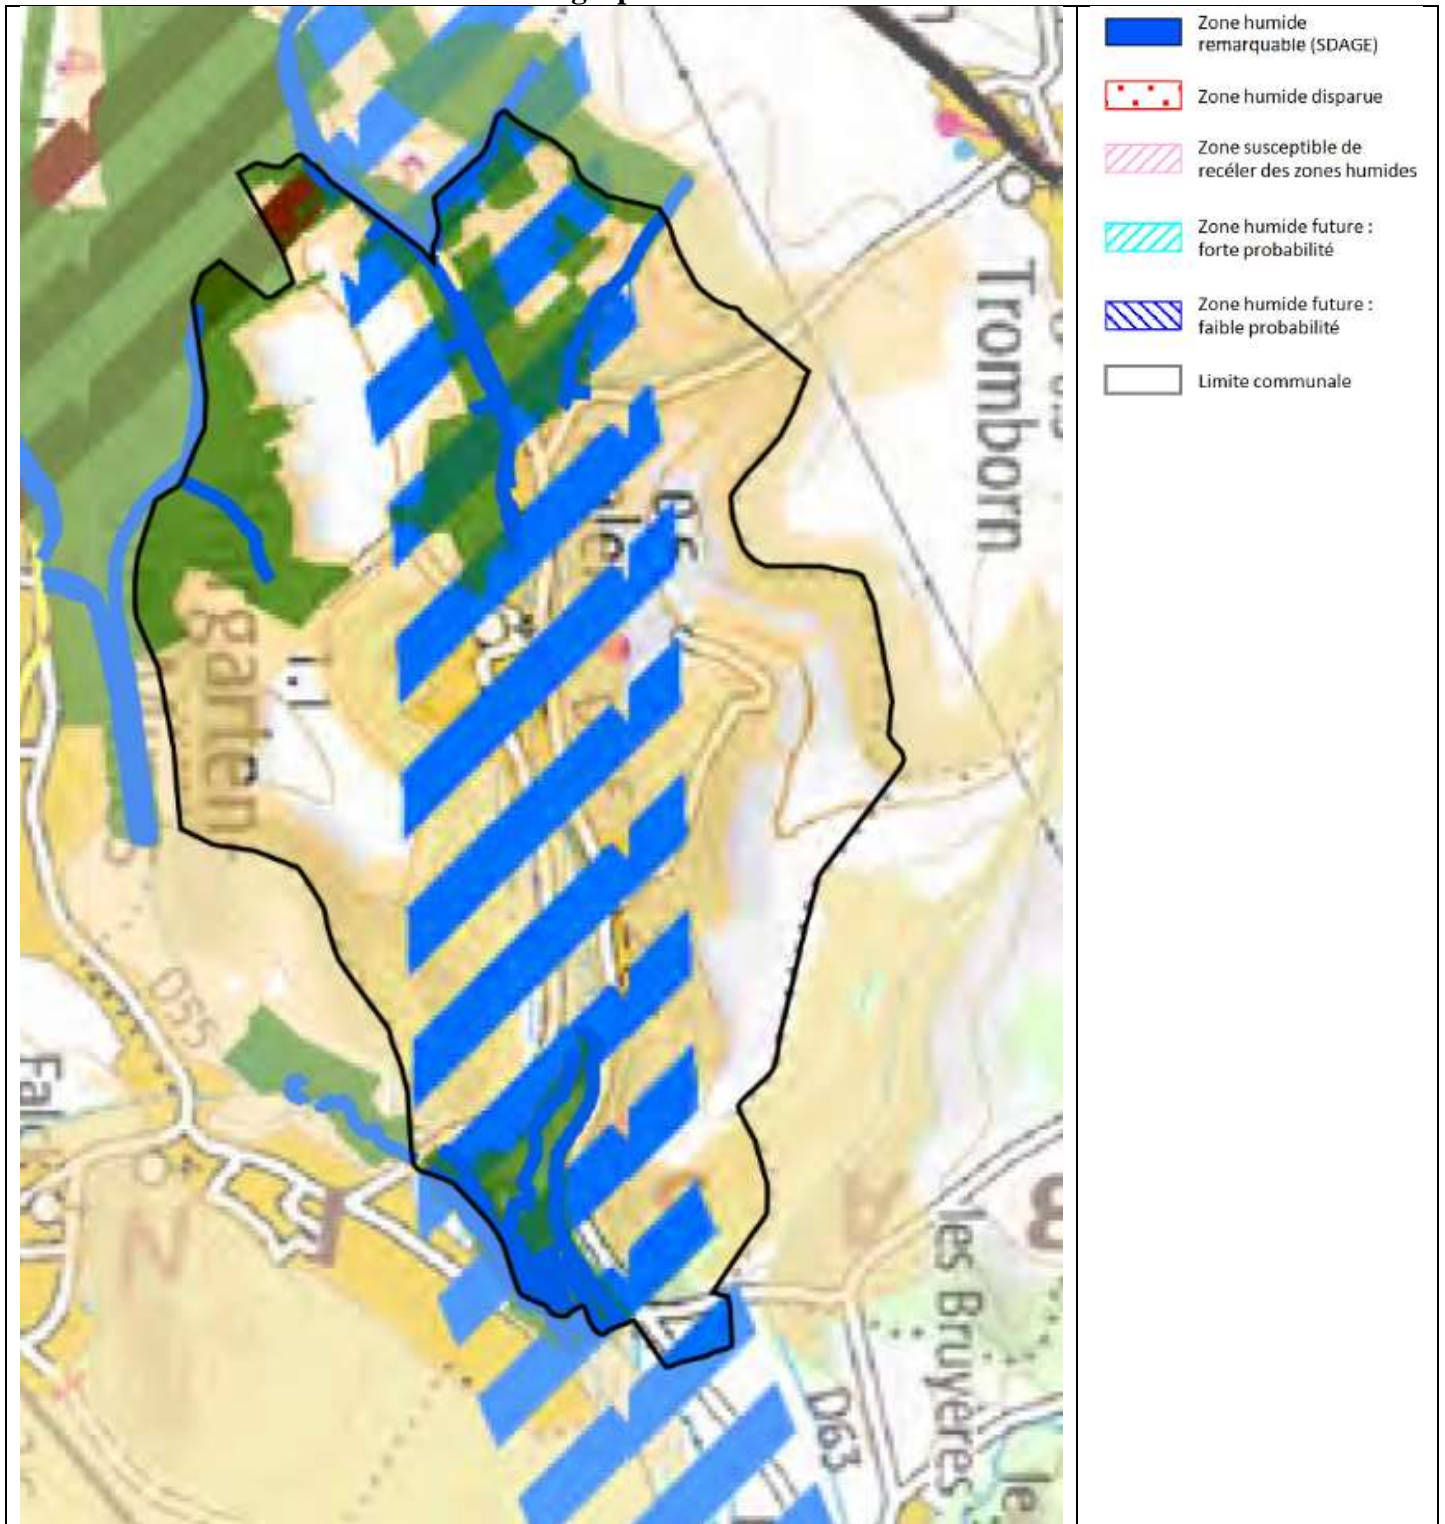 Zone humide
remarquable (SDAGE)
Zone humide disparue
Zone susceptible de
recéler des zones humides
Zone humide future :
forte probabilité
Zone humide future :
faible probabilité
Limite communale
Tromborn
garten
D55
les Bruyères
D63
le